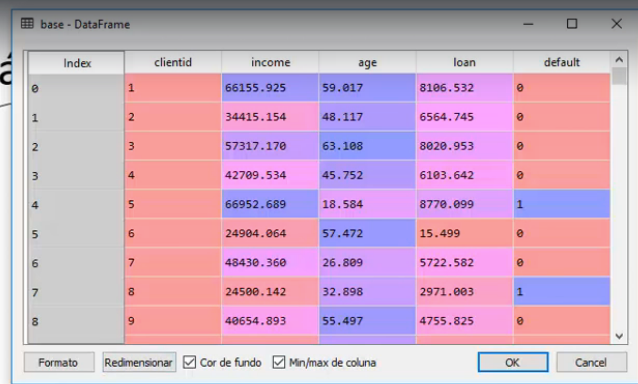 base - DataFrame
Index clientid income age loan default
0 1 66155.925 59.017 8106.532 0
1 2 34415.154 48.117 6564.745 0
2 3 57317.170 63.108 8020.953 0
3 4 42709.534 45.752 6103.642 0
4 5 66952.689 18.584 8770.099 1
5 6 24904.064 57.472 15.499 0
6 7 48430.360 26.809 5722.582 0
7 8 24500.142 32.898 2971.003 1
8 9 40654.893 55.497 4755.825 0
Formato Redimensionar Cor de fundo Min/max de coluna OK Cancel